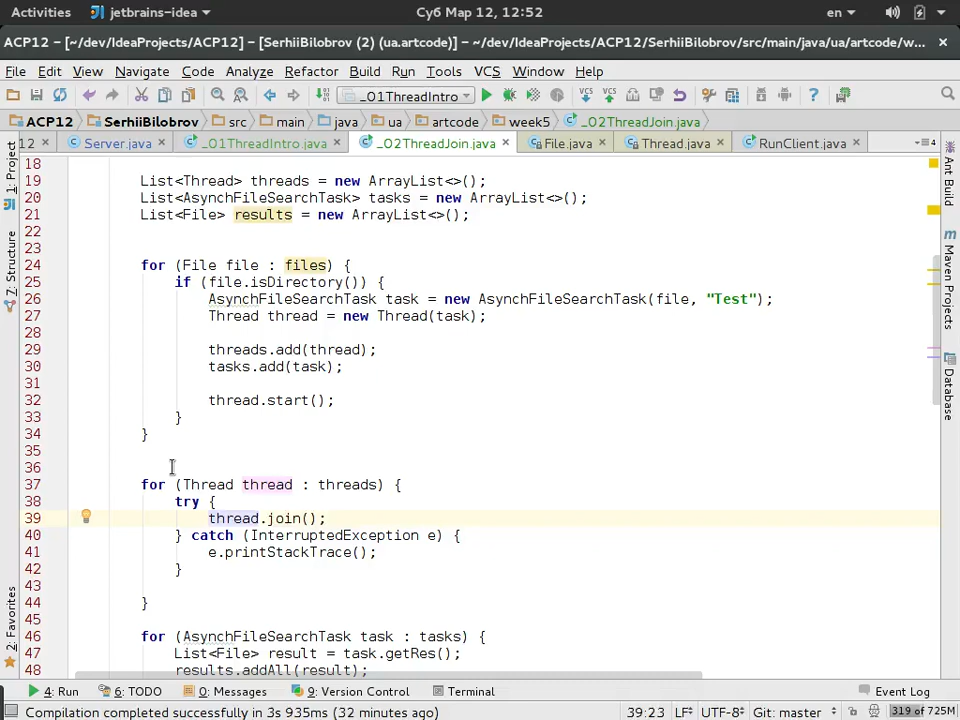 Activities jetbrains-idea Суб Мар 12, 12:52 en
ACP12 - [~/dev/IdeaProjects/ACP12] - [SerhiiBilobrov (2) (ua.artcode)] - ~/dev/IdeaProjects/ACP12/SerhiiBilobrov/src/main/java/ua/artcode/w...
File Edit View Navigate Code Analyze Refactor Build Run Tools VCS Window Help
_01ThreadIntro VCS VCS
ACP12 SerhiiBilobrov src main java ua artcode week5 _02ThreadJoin.java
12 Server.java _01ThreadIntro.java _02ThreadJoin.java File.java Thread.java RunClient.java 4
1: Project
7: Structure
2: Favorites
18
19 List<Thread> threads = new ArrayList<>();
20 List<AsynchFileSearchTask> tasks = new ArrayList<>();
21 List<File> results = new ArrayList<>();
22
23
24 for (File file : files) {
25 if (file.isDirectory()) {
26 AsynchFileSearchTask task = new AsynchFileSearchTask(file, "Test");
27 Thread thread = new Thread(task);
28
29 threads.add(thread);
30 tasks.add(task);
31
32 thread.start();
33 }
34 }
35
36
37 for (Thread thread : threads) {
38 try {
39 thread.join();
40 } catch (InterruptedException e) {
41 e.printStackTrace();
42 }
43
44 }
45
46 for (AsynchFileSearchTask task : tasks) {
47 List<File> result = task.getRes();
48 results.addAll(result);
Ant Build
Maven Projects
Database
4: Run 6: TODO 0: Messages 9: Version Control Terminal Event Log
Compilation completed successfully in 3s 935ms (32 minutes ago) 39:23 LF UTF-8 Git: master 319 of 725M